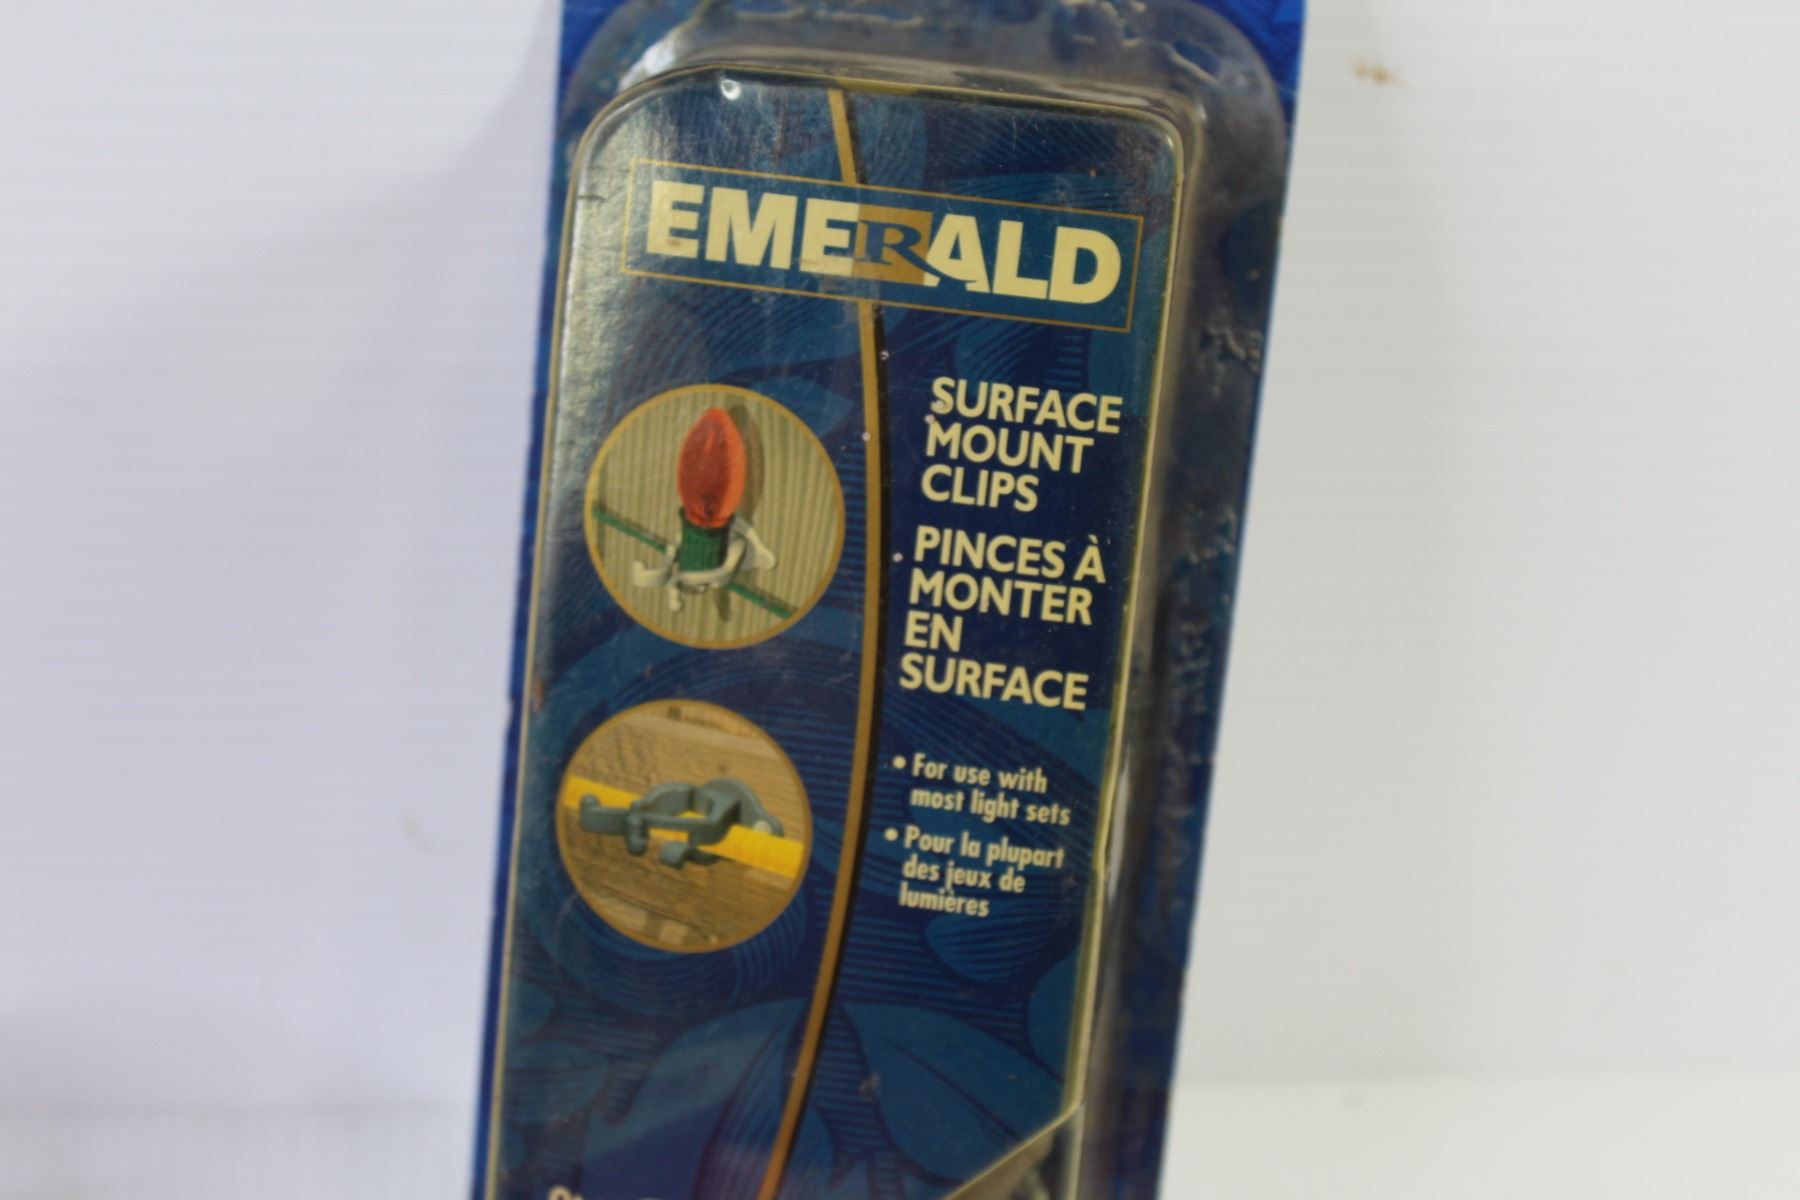 EMERALD
SURFACE
MOUNT
CLIPS
PINCES À
MONTER
EN
SURFACE
• For use with
most light sets
• Pour la plupart
des jeux de
lumières